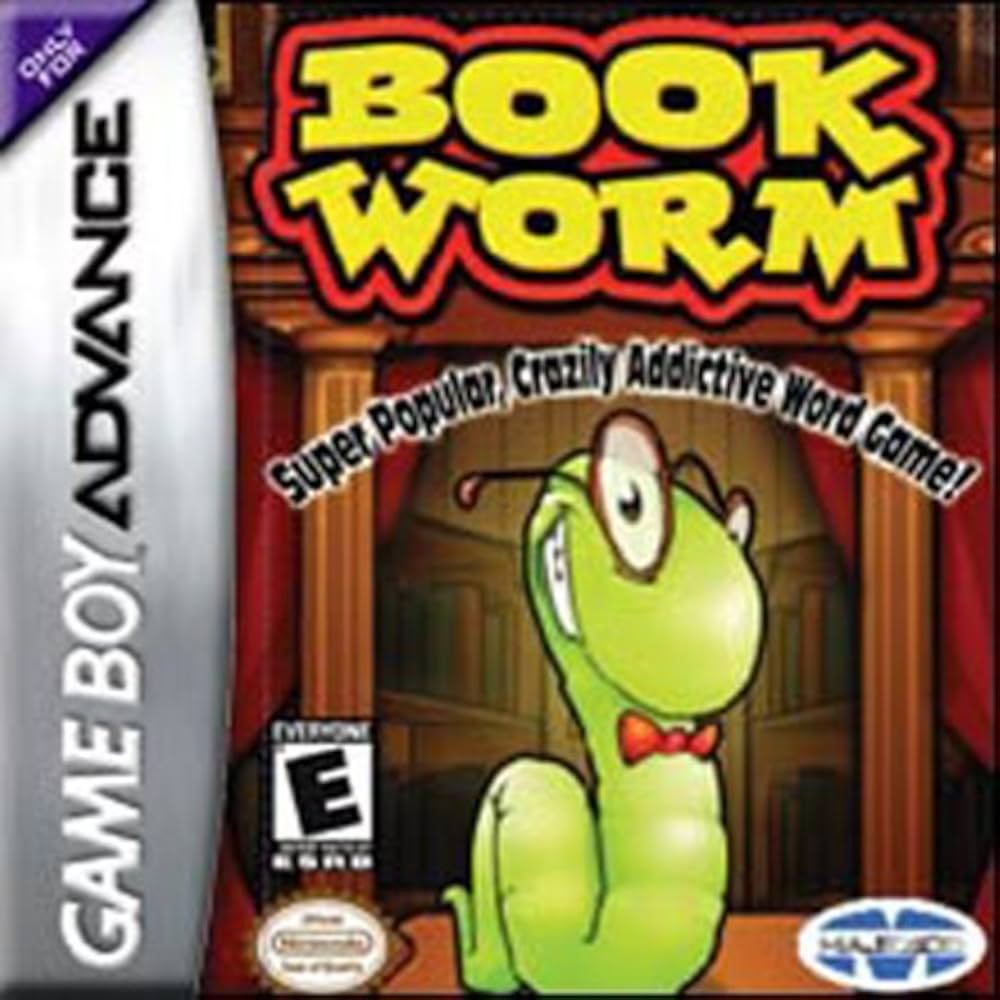 ONLY
FOR
GAME BOY ADVANCE
BOOK
WORM
Super Popular, Crazily Addictive Word Game!
EVERYONE
E
ESRB
Nintendo
MAJESCO